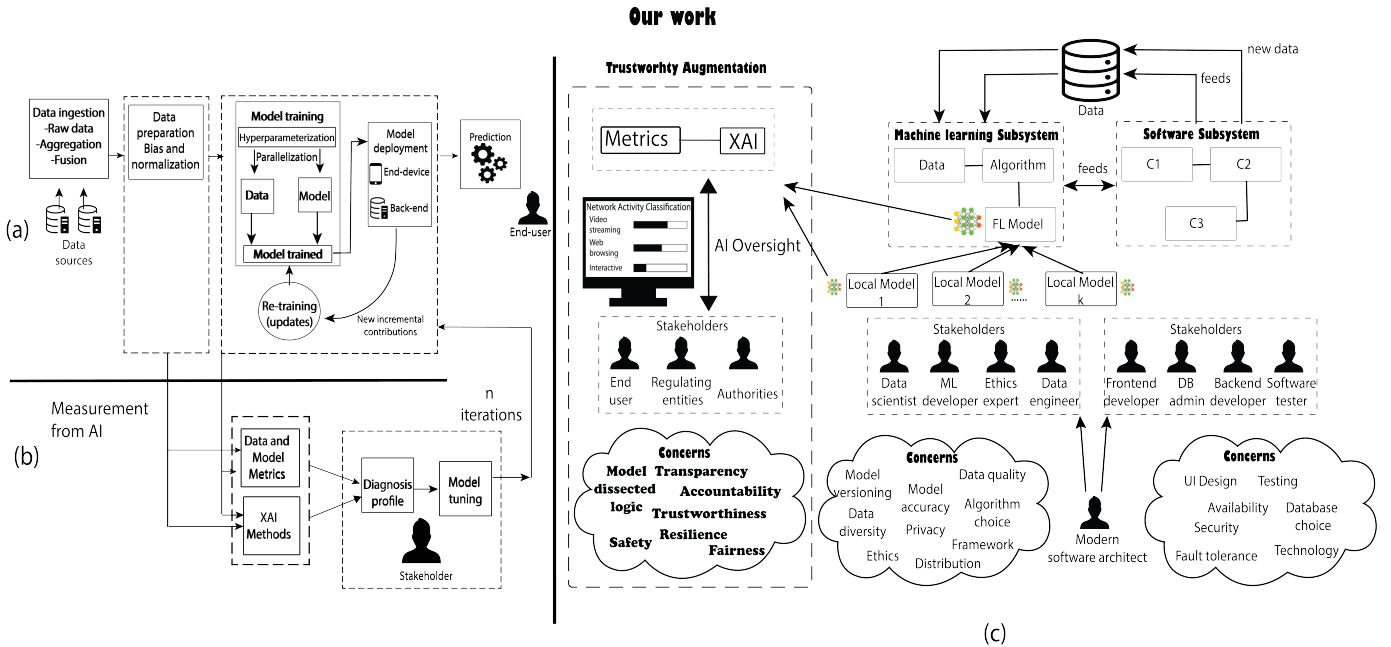 Our work
Data ingestion
-Raw data
-Aggregation
-Fusion
Data
sources
(a)
Data
preparation
Bias and
normalization
Model training
Hyperparameterization
Parallelization
Data
Model
Model trained
Re-training
(updates)
Model
deployment
End-device
Back-end
New incremental
contributions
Prediction
End-user
Measurement
from AI
(b)
Data and
Model
Metrics
XAI
Methods
Diagnosis
profile
Model
tuning
Stakeholder
n
iterations
Trustworhty Augmentation
Metrics
XAI
Network Activity Classification
Video
streaming
Web
browsing
Interactive
AI Oversight
Stakeholders
End
user
Regulating
entities
Authorities
Concerns
Model
dissected
logic
Transparency
Accountability
Trustworthiness
Safety
Resilience
Fairness
Data
new data
feeds
Machine learning Subsystem
Data
Algorithm
FL Model
feeds
Software Subsystem
C1
C2
C3
Local Model
1
Local Model
2
......
Local Model
k
Stakeholders
Data
scientist
ML
developer
Ethics
expert
Data
engineer
Stakeholders
Frontend
developer
DB
admin
Backend
developer
Software
tester
Concerns
Model
versioning
Data quality
Model
accuracy
Data
diversity
Algorithm
choice
Privacy
Ethics
Framework
Distribution
Modern
software architect
Concerns
UI Design
Testing
Availability
Database
choice
Security
Fault tolerance
Technology
(c)